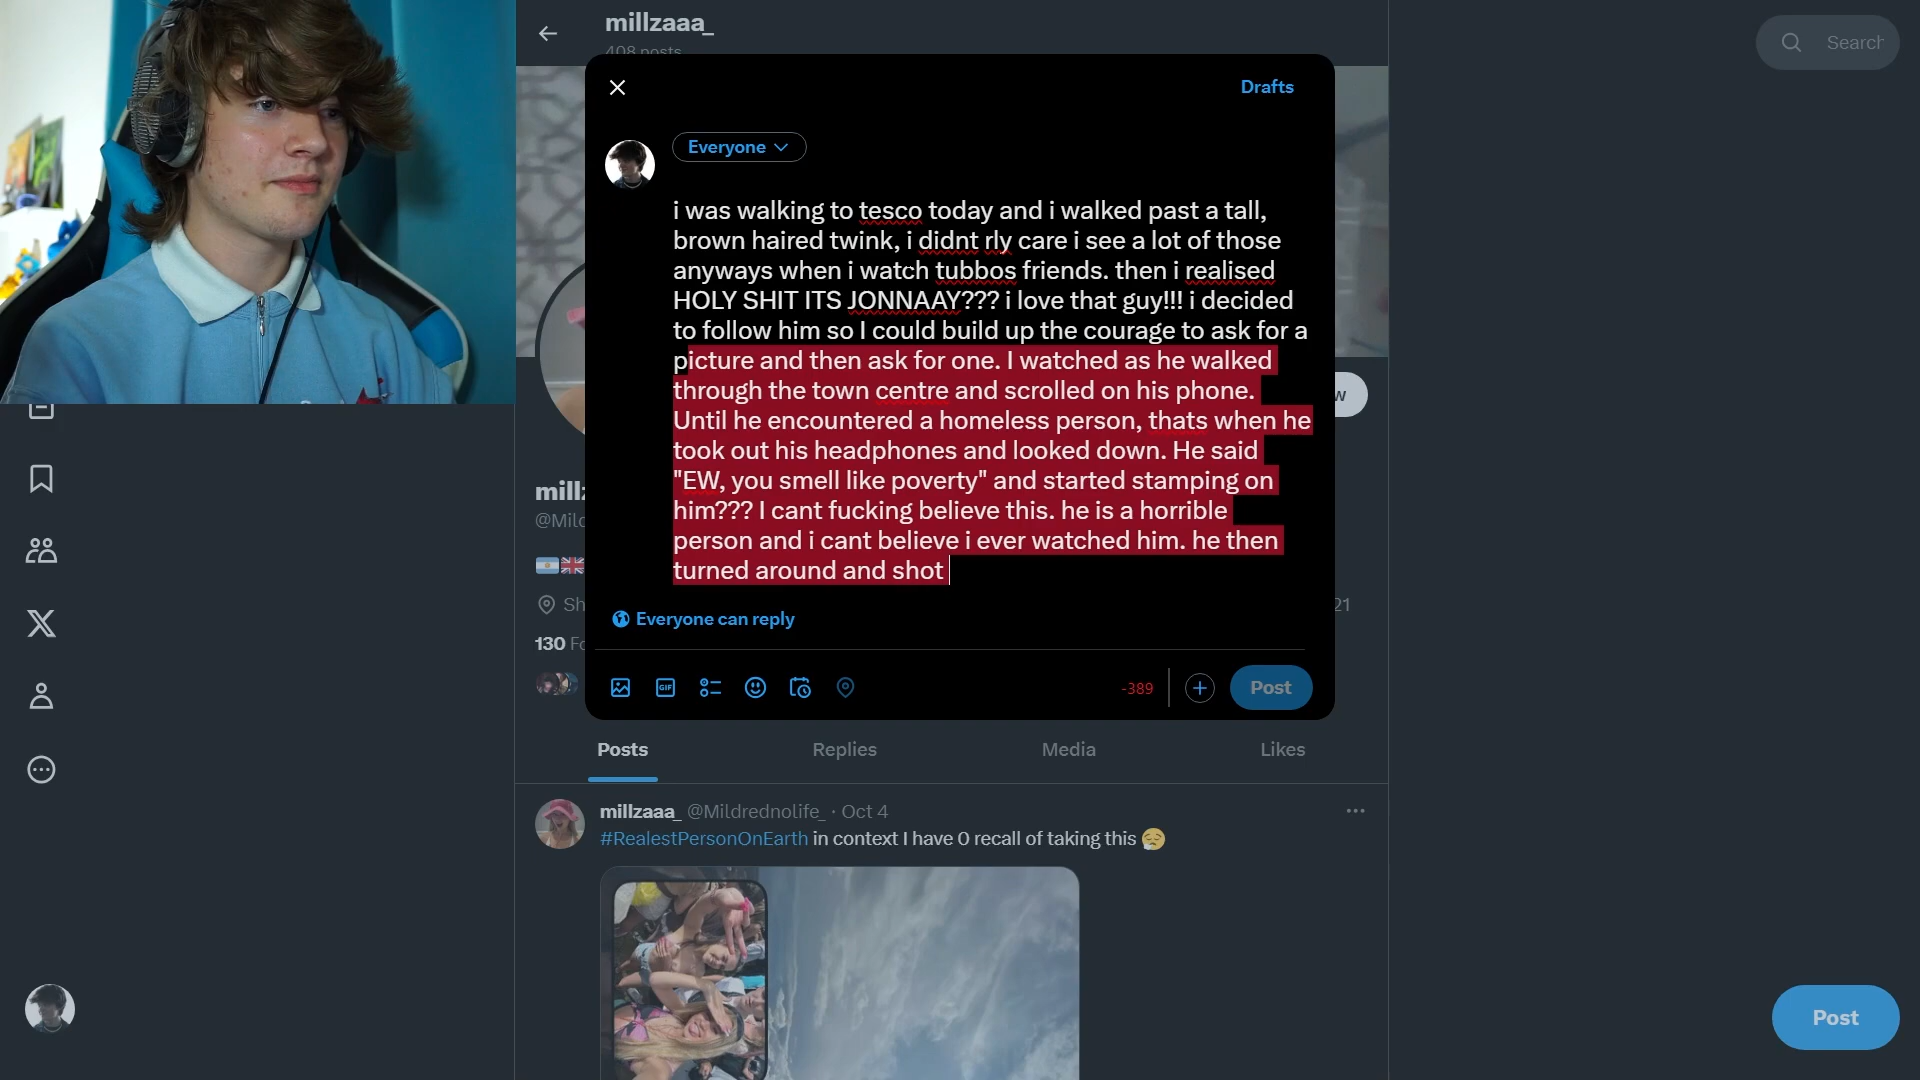 millzaaa_
408 posts
Search
Drafts
Everyone
i was walking to tesco today and i walked past a tall,
brown haired twink, i didnt rly care i see a lot of those
anyways when i watch tubbos friends. then i realised
HOLY SHIT ITS JONNAAY??? i love that guy!!! i decided
to follow him so I could build up the courage to ask for a
picture and then ask for one. I watched as he walked
through the town centre and scrolled on his phone.
Until he encountered a homeless person, thats when he
took out his headphones and looked down. He said
"EW, you smell like poverty" and started stamping on
him??? I cant fucking believe this. he is a horrible
person and i cant believe i ever watched him. he then
turned around and shot
Everyone can reply
GIF
-389
Post
130
21
Posts
Replies
Media
Likes
millzaaa_ @Mildrednolife_ · Oct 4
#RealestPersonOnEarth in context I have 0 recall of taking this 😮‍💨
Post